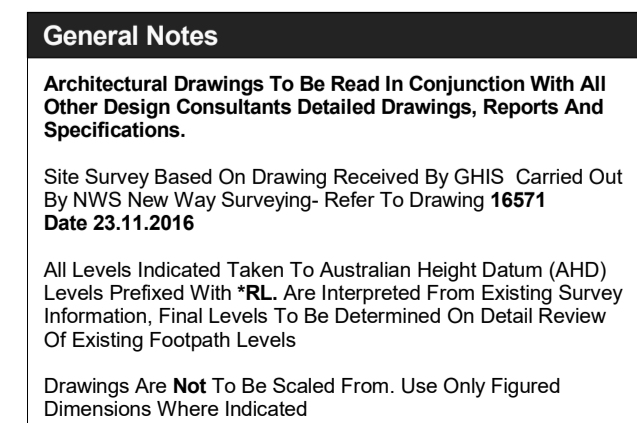 General Notes
Architectural Drawings To Be Read In Conjunction With All
Other Design Consultants Detailed Drawings, Reports And
Specifications.
Site Survey Based On Drawing Received By GHIS Carried Out
By NWS New Way Surveying- Refer To Drawing 16571
Date 23.11.2016
All Levels Indicated Taken To Australian Height Datum (AHD)
Levels Prefixed With *RL. Are Interpreted From Existing Survey
Information, Final Levels To Be Determined On Detail Review
Of Existing Footpath Levels
Drawings Are Not To Be Scaled From. Use Only Figured
Dimensions Where Indicated